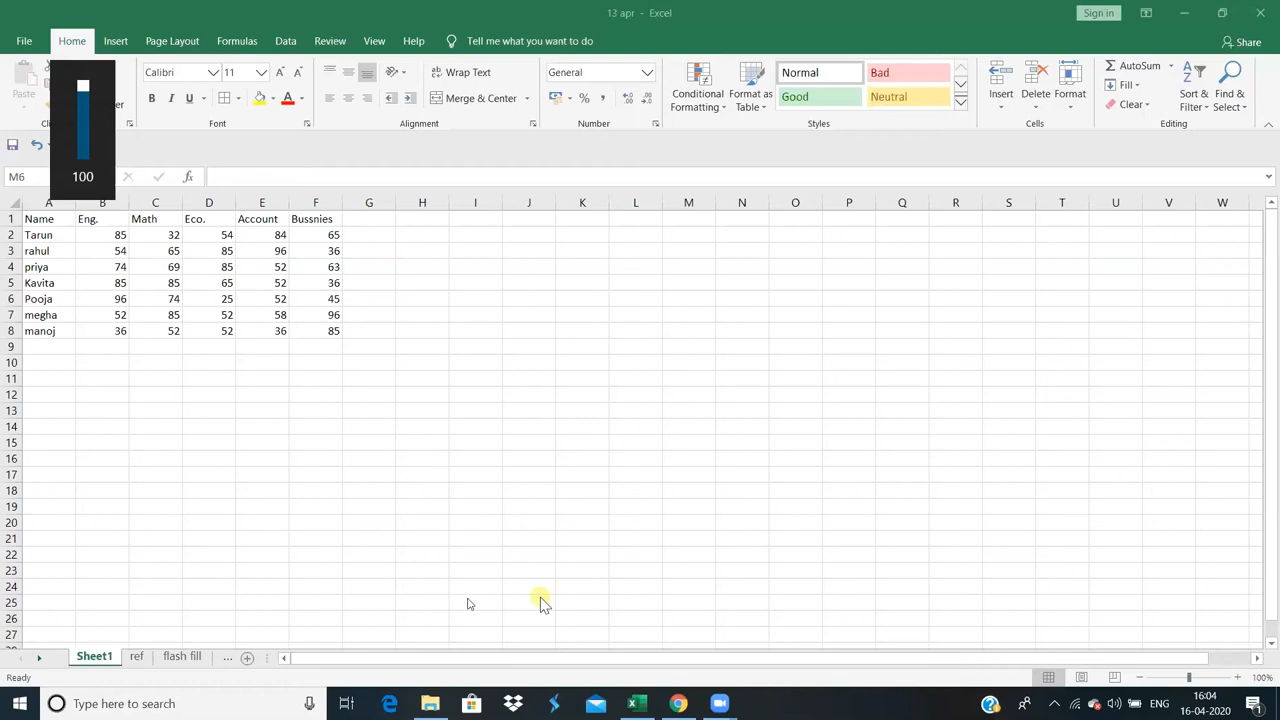 13 apr - Excel
Sign in
File Home Insert Page Layout Formulas Data Review View Help Tell me what you want to do Share
Calibri 11 Wrap Text General Normal Bad AutoSum
Paste Conditional Format as Insert Delete Format Fill Sort & Find &
Merge & Center Good Neutral Formatting Table Clear Filter Select
Font Alignment Number Styles Cells Editing
M6 100 fx
A B C D E F G H I J K L M N O P Q R S T U V W
1 Name Eng. Math Eco. Account Bussnies
2 Tarun 85 32 54 84 65
3 rahul 54 65 85 96 36
4 priya 74 69 85 52 63
5 Kavita 85 85 65 52 36
6 Pooja 96 74 25 52 45
7 megha 52 85 52 58 96
8 manoj 36 52 52 36 85
9
10
11
12
13
14
15
16
17
18
19
20
21
22
23
24
25
26
27
Sheet1 ref flash fill ...
Ready 100%
Type here to search ENG 16:04
16-04-2020